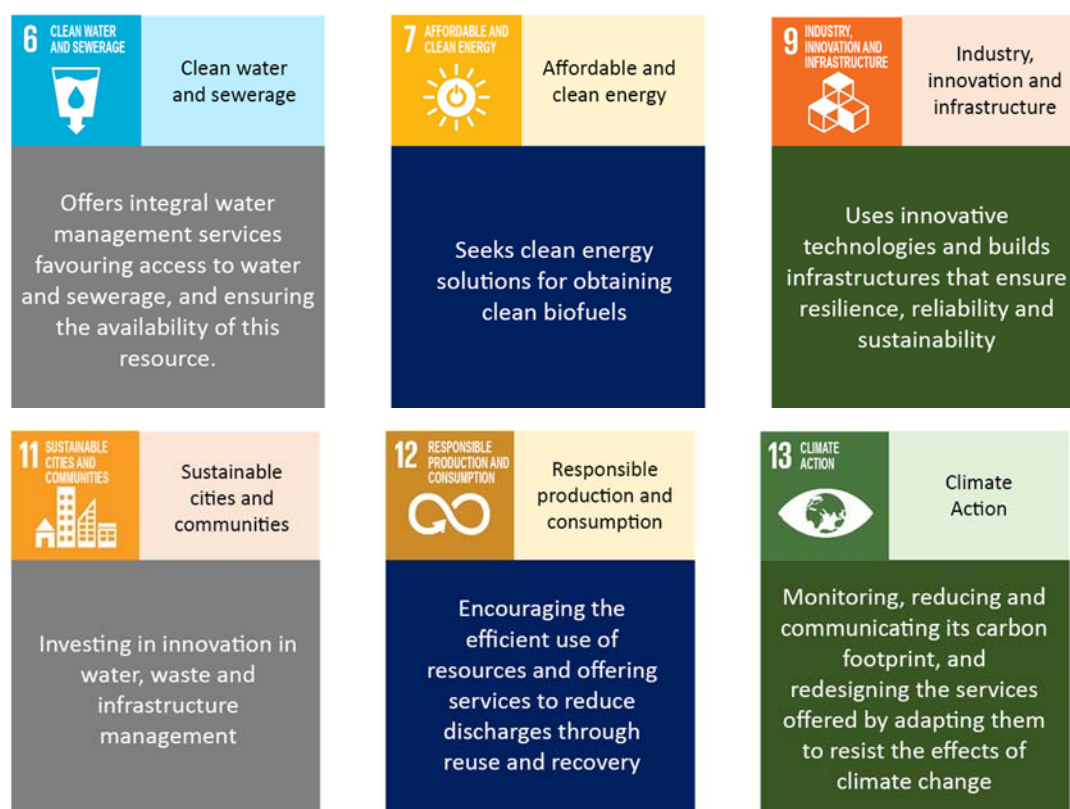 6 CLEAN WATER
AND SEWERAGE
Clean water
and sewerage
Offers integral water
management services
favouring access to water
and sewerage, and ensuring
the availability of this
resource.
7 AFFORDABLE AND
CLEAN ENERGY
Affordable and
clean energy
Seeks clean energy
solutions for obtaining
clean biofuels
9 INDUSTRY,
INNOVATION AND
INFRASTRUCTURE
Industry,
innovation and
infrastructure
Uses innovative
technologies and builds
infrastructures that ensure
resilience, reliability and
sustainability
11 SUSTAINABLE
CITIES AND
COMMUNITIES
Sustainable
cities and
communities
Investing in innovation in
water, waste and
infrastructure
management
12 RESPONSIBLE
PRODUCTION AND
CONSUMPTION
Responsible
production and
consumption
Encouraging the
efficient use of
resources and offering
services to reduce
discharges through
reuse and recovery
13 CLIMATE
ACTION
Climate
Action
Monitoring, reducing and
communicating its carbon
footprint, and
redesigning the services
offered by adapting them
to resist the effects of
climate change